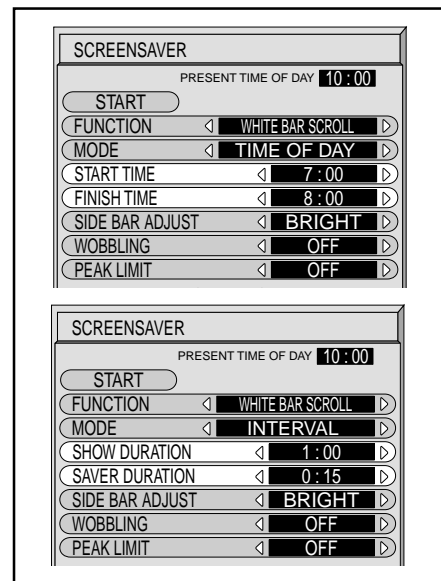 SCREENSAVER
PRESENT TIME OF DAY 10 : 00
START
FUNCTION WHITE BAR SCROLL
MODE TIME OF DAY
START TIME 7 : 00
FINISH TIME 8 : 00
SIDE BAR ADJUST BRIGHT
WOBBLING OFF
PEAK LIMIT OFF
SCREENSAVER
PRESENT TIME OF DAY 10 : 00
START
FUNCTION WHITE BAR SCROLL
MODE INTERVAL
SHOW DURATION 1 : 00
SAVER DURATION 0 : 15
SIDE BAR ADJUST BRIGHT
WOBBLING OFF
PEAK LIMIT OFF